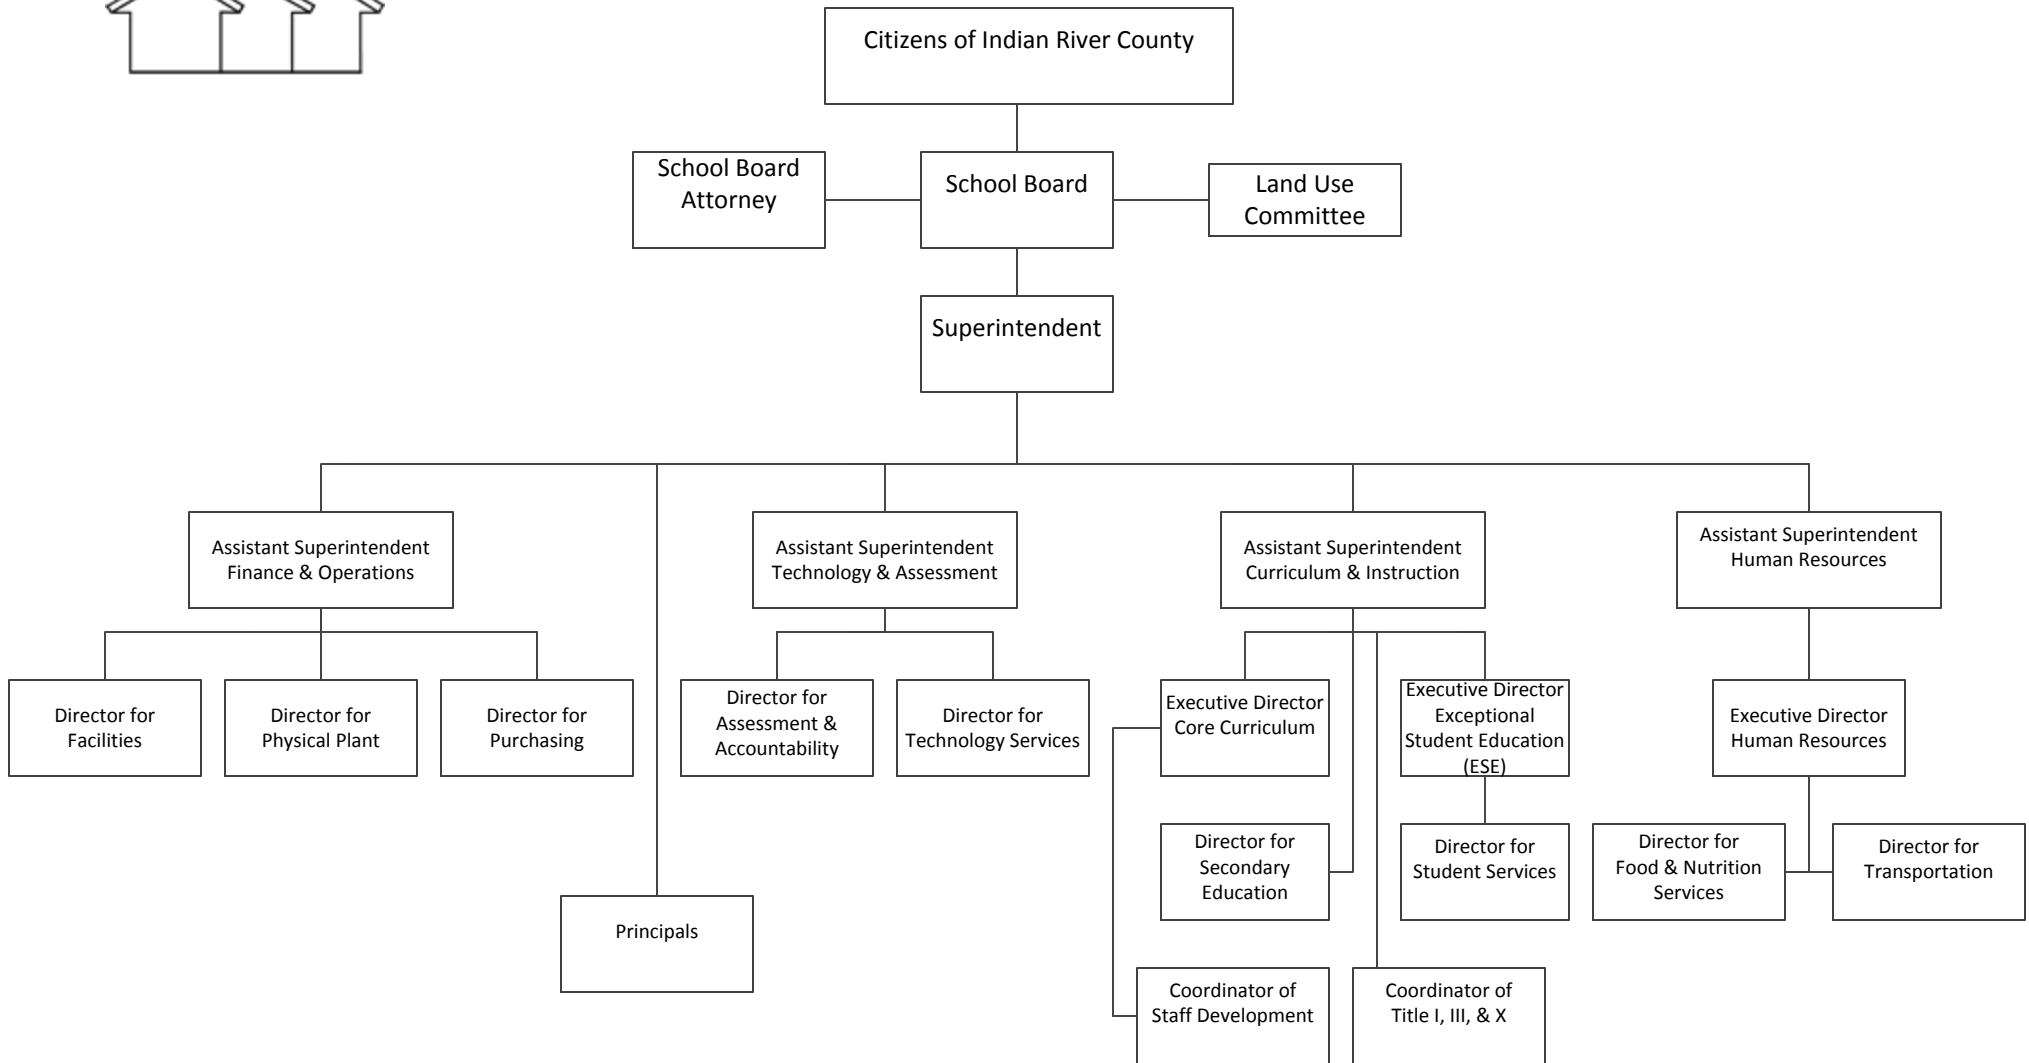 Citizens of Indian River County
School Board
Attorney
School Board
Land Use
Committee
Superintendent
Assistant Superintendent
Finance & Operations
Assistant Superintendent
Technology & Assessment
Assistant Superintendent
Curriculum & Instruction
Assistant Superintendent
Human Resources
Director for
Facilities
Director for
Physical Plant
Director for
Purchasing
Director for
Assessment &
Accountability
Director for
Technology Services
Executive Director
Core Curriculum
Executive Director
Exceptional
Student Education
(ESE)
Executive Director
Human Resources
Director for
Secondary
Education
Director for
Student Services
Director for
Food & Nutrition
Services
Director for
Transportation
Principals
Coordinator of
Staff Development
Coordinator of
Title I, III, & X